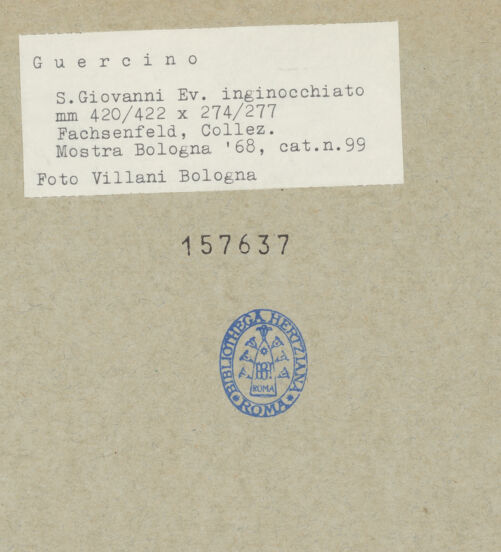 Guercino
S.Giovanni Ev. inginocchiato
mm 420/422 x 274/277
Fachsenfeld, Collez.
Mostra Bologna '68, cat.n.99
Foto Villani Bologna
157637
BIBLIOTHECA HERTZIANA
ROMA
ROMA